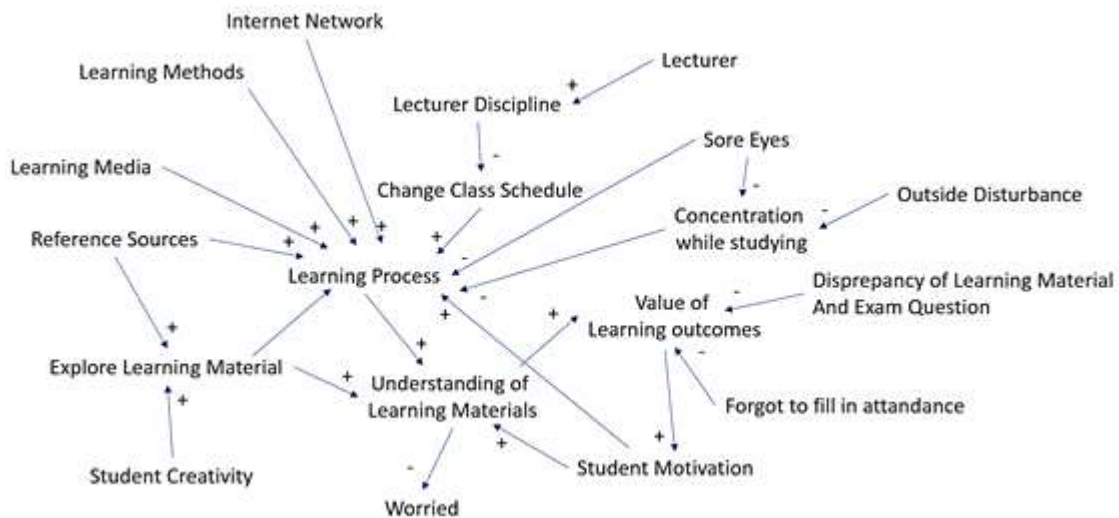 Internet Network
Learning Methods
Lecturer
+
Lecturer Discipline
Sore Eyes
-
Learning Media
Change Class Schedule
-
Outside Disturbance
Concentration
while studying
-
+ + + + +
Reference Sources
-
Learning Process
Disprepancy of Learning Material
And Exam Question
-
-
Value of
Learning outcomes
+
+
+
+
-
Explore Learning Material
+
+
Understanding of
Learning Materials
Forgot to fill in attandance
+
+
-
+
Student Motivation
Student Creativity
Worried